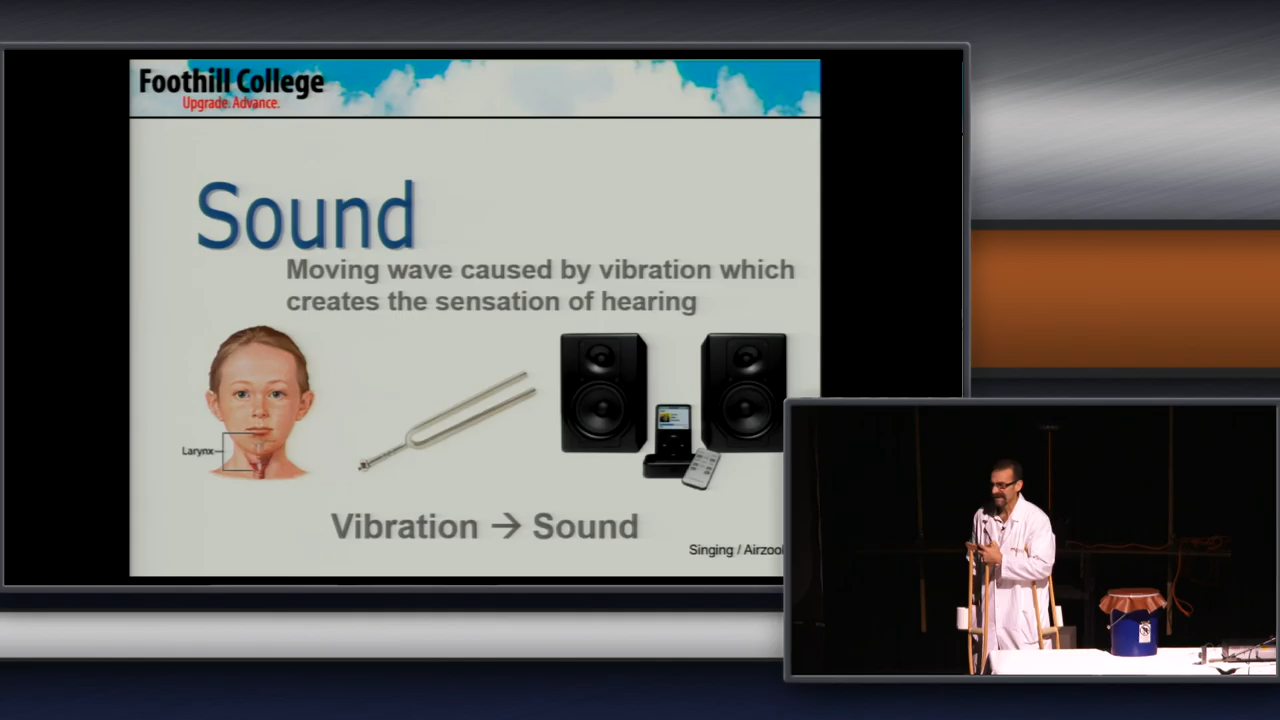 Foothill College
Upgrade. Advance.
Sound
Moving wave caused by vibration which
creates the sensation of hearing
Larynx
Vibration → Sound
Singing /